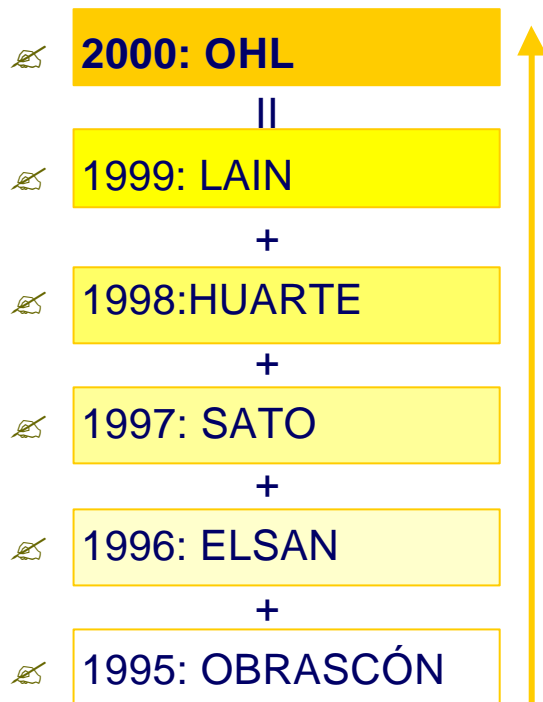 2000: OHL
=
1999: LAIN
+
1998:HUARTE
+
1997: SATO
+
1996: ELSAN
+
1995: OBRASCÓN